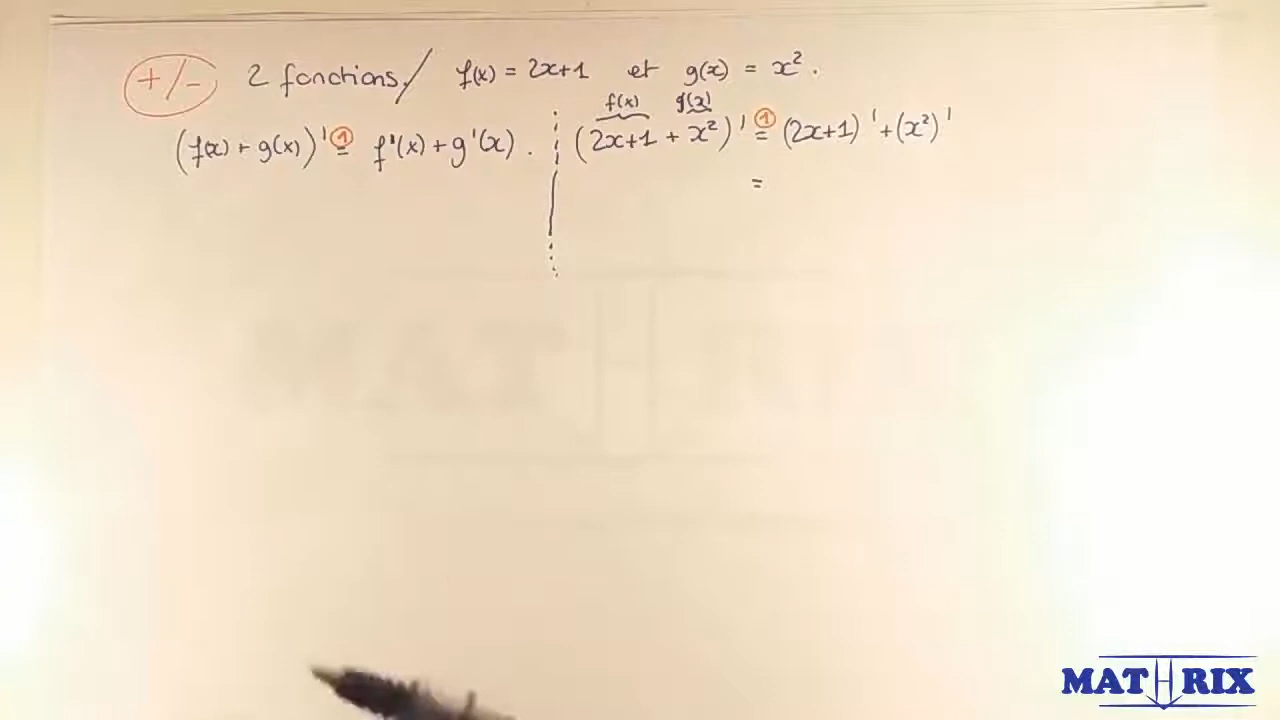 +/- 2 fonctions / f(x) = 2x+1 et g(x) = x².
f(x) g(x)
(f(x) + g(x))' ① = f'(x) + g'(x). (2x+1 + x²)' ① = (2x+1)' + (x²)'
=
MATHRIX